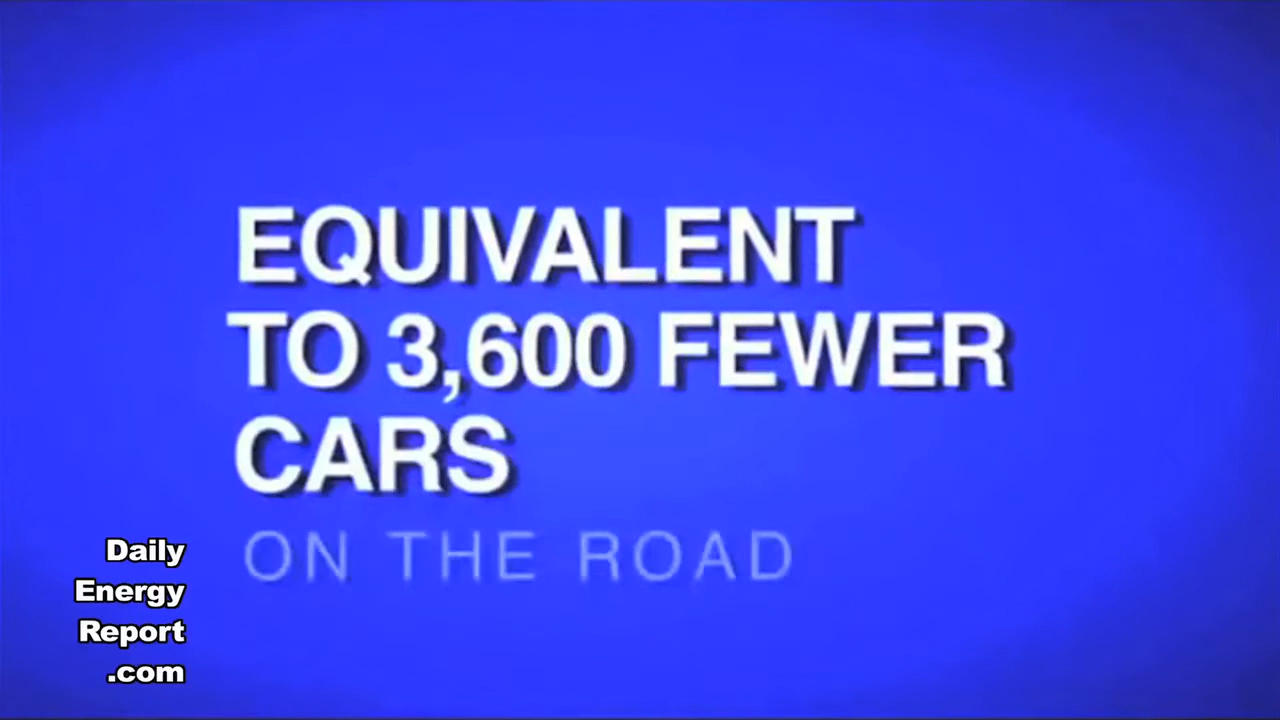 EQUIVALENT
TO 3,600 FEWER
CARS
ON THE ROAD
Daily
Energy
Report
.com